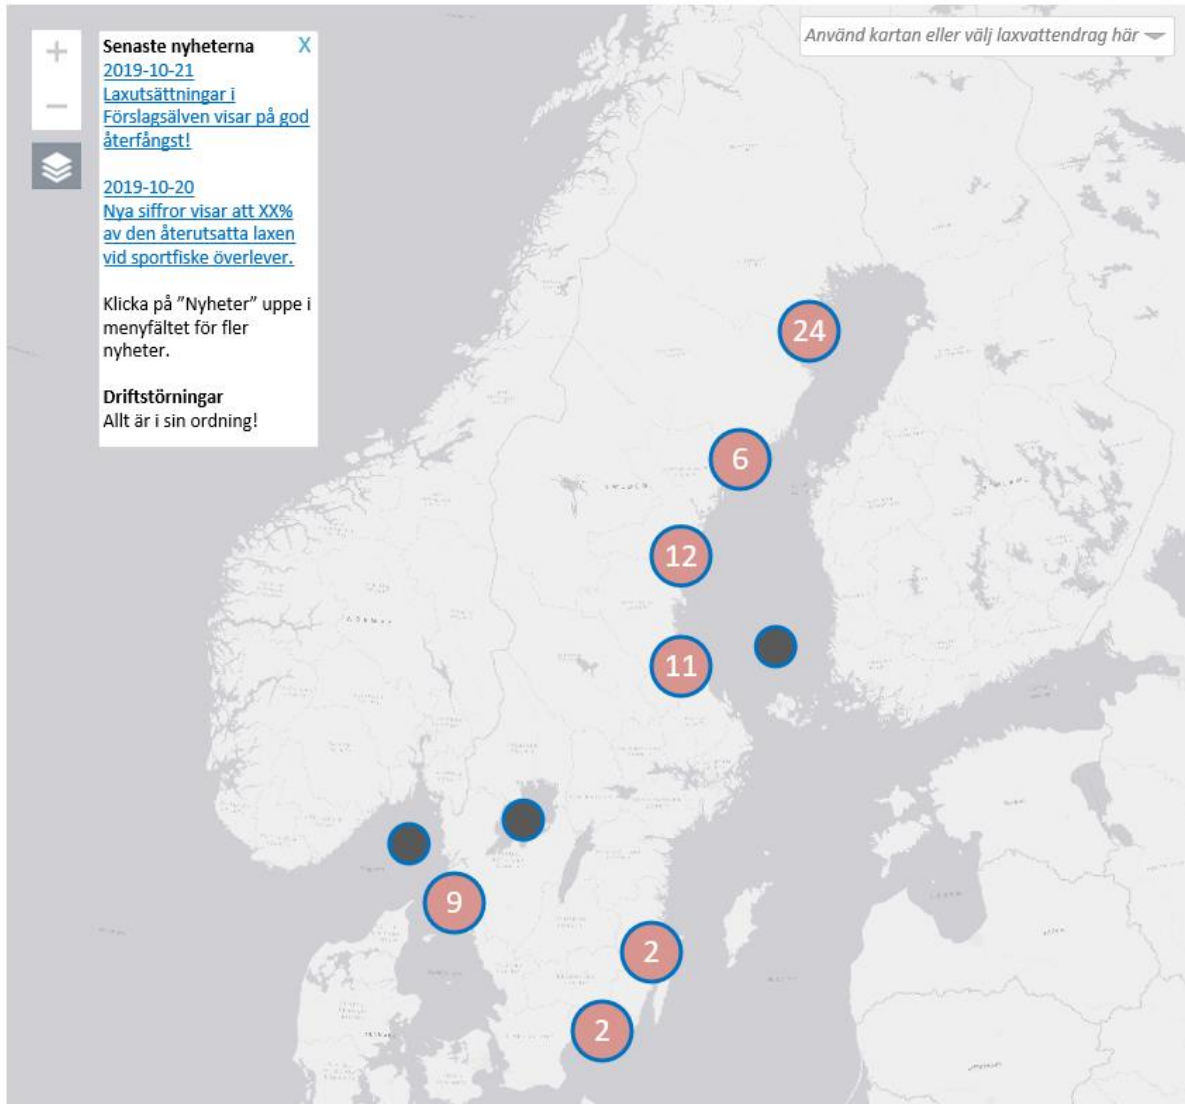 Senaste nyheterna X
2019-10-21
Laxutsättningar i
Förslagsälven visar på god
återfångst!
2019-10-20
Nya siffror visar att XX%
av den återutsatta laxen
vid sportfiske överlever.
Klicka på ”Nyheter” uppe i
menyfältet för fler
nyheter.
Driftstörningar
Allt är i sin ordning!
Använd kartan eller välj laxvattendrag här
24
6
12
11
9
2
2